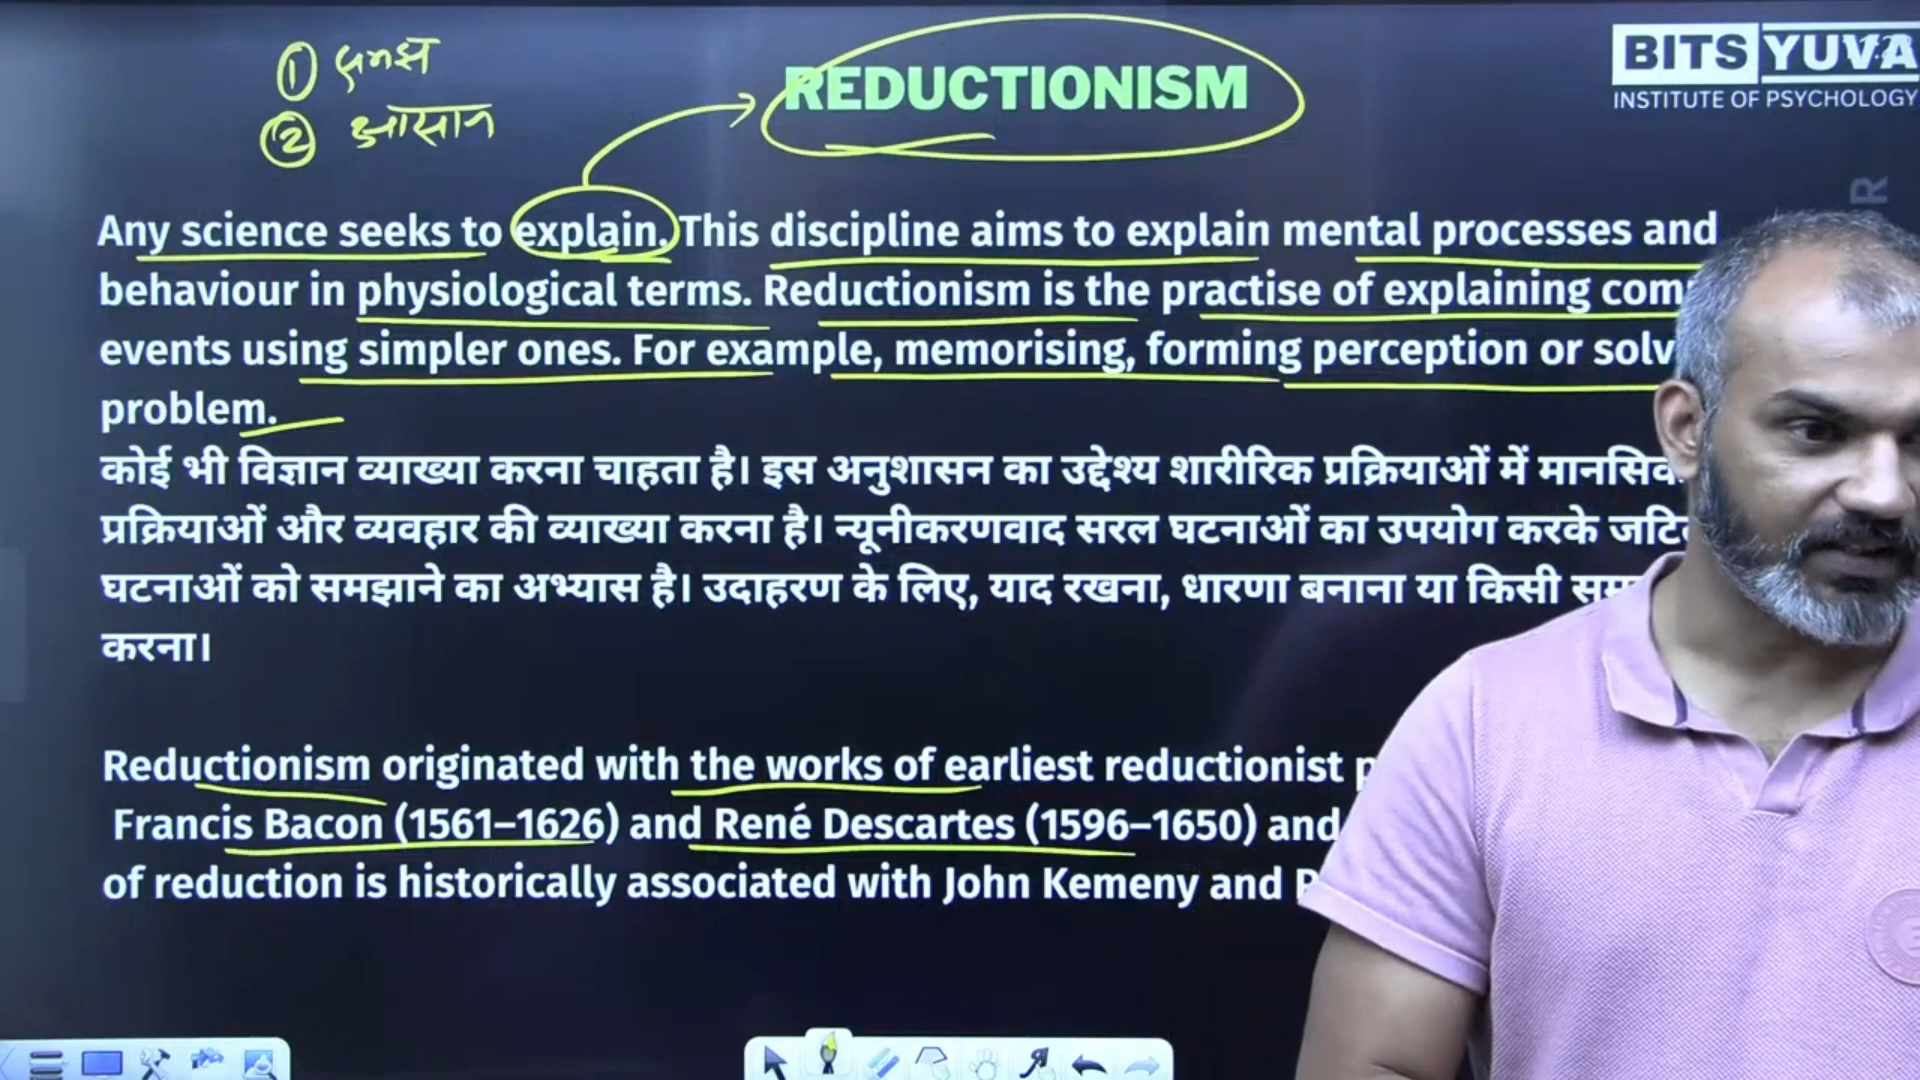 ① समझ
② आसान
REDUCTIONISM
BITS YUVA
INSTITUTE OF PSYCHOLOGY
Any science seeks to explain. This discipline aims to explain mental processes and
behaviour in physiological terms. Reductionism is the practise of explaining
events using simpler ones. For example, memorising, forming perception or
problem.
कोई भी विज्ञान व्याख्या करना चाहता है। इस अनुशासन का उद्देश्य शारीरिक प्रक्रियाओं में
प्रक्रियाओं और व्यवहार की व्याख्या करना है। न्यूनीकरणवाद सरल घटनाओं का उपयोग करके
घटनाओं को समझाने का अभ्यास है। उदाहरण के लिए, याद रखना, धारणा बनाना या किसी
करना।
Reductionism originated with the works of earliest reductionist
Francis Bacon (1561–1626) and René Descartes (1596–1650) and
of reduction is historically associated with John Kemeny and